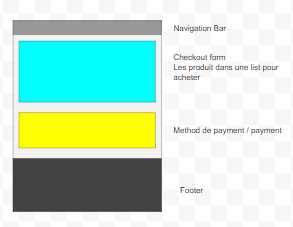 Navigation Bar
Checkout form
Les produit dans une list pour
acheter
Method de payment / payment
Footer